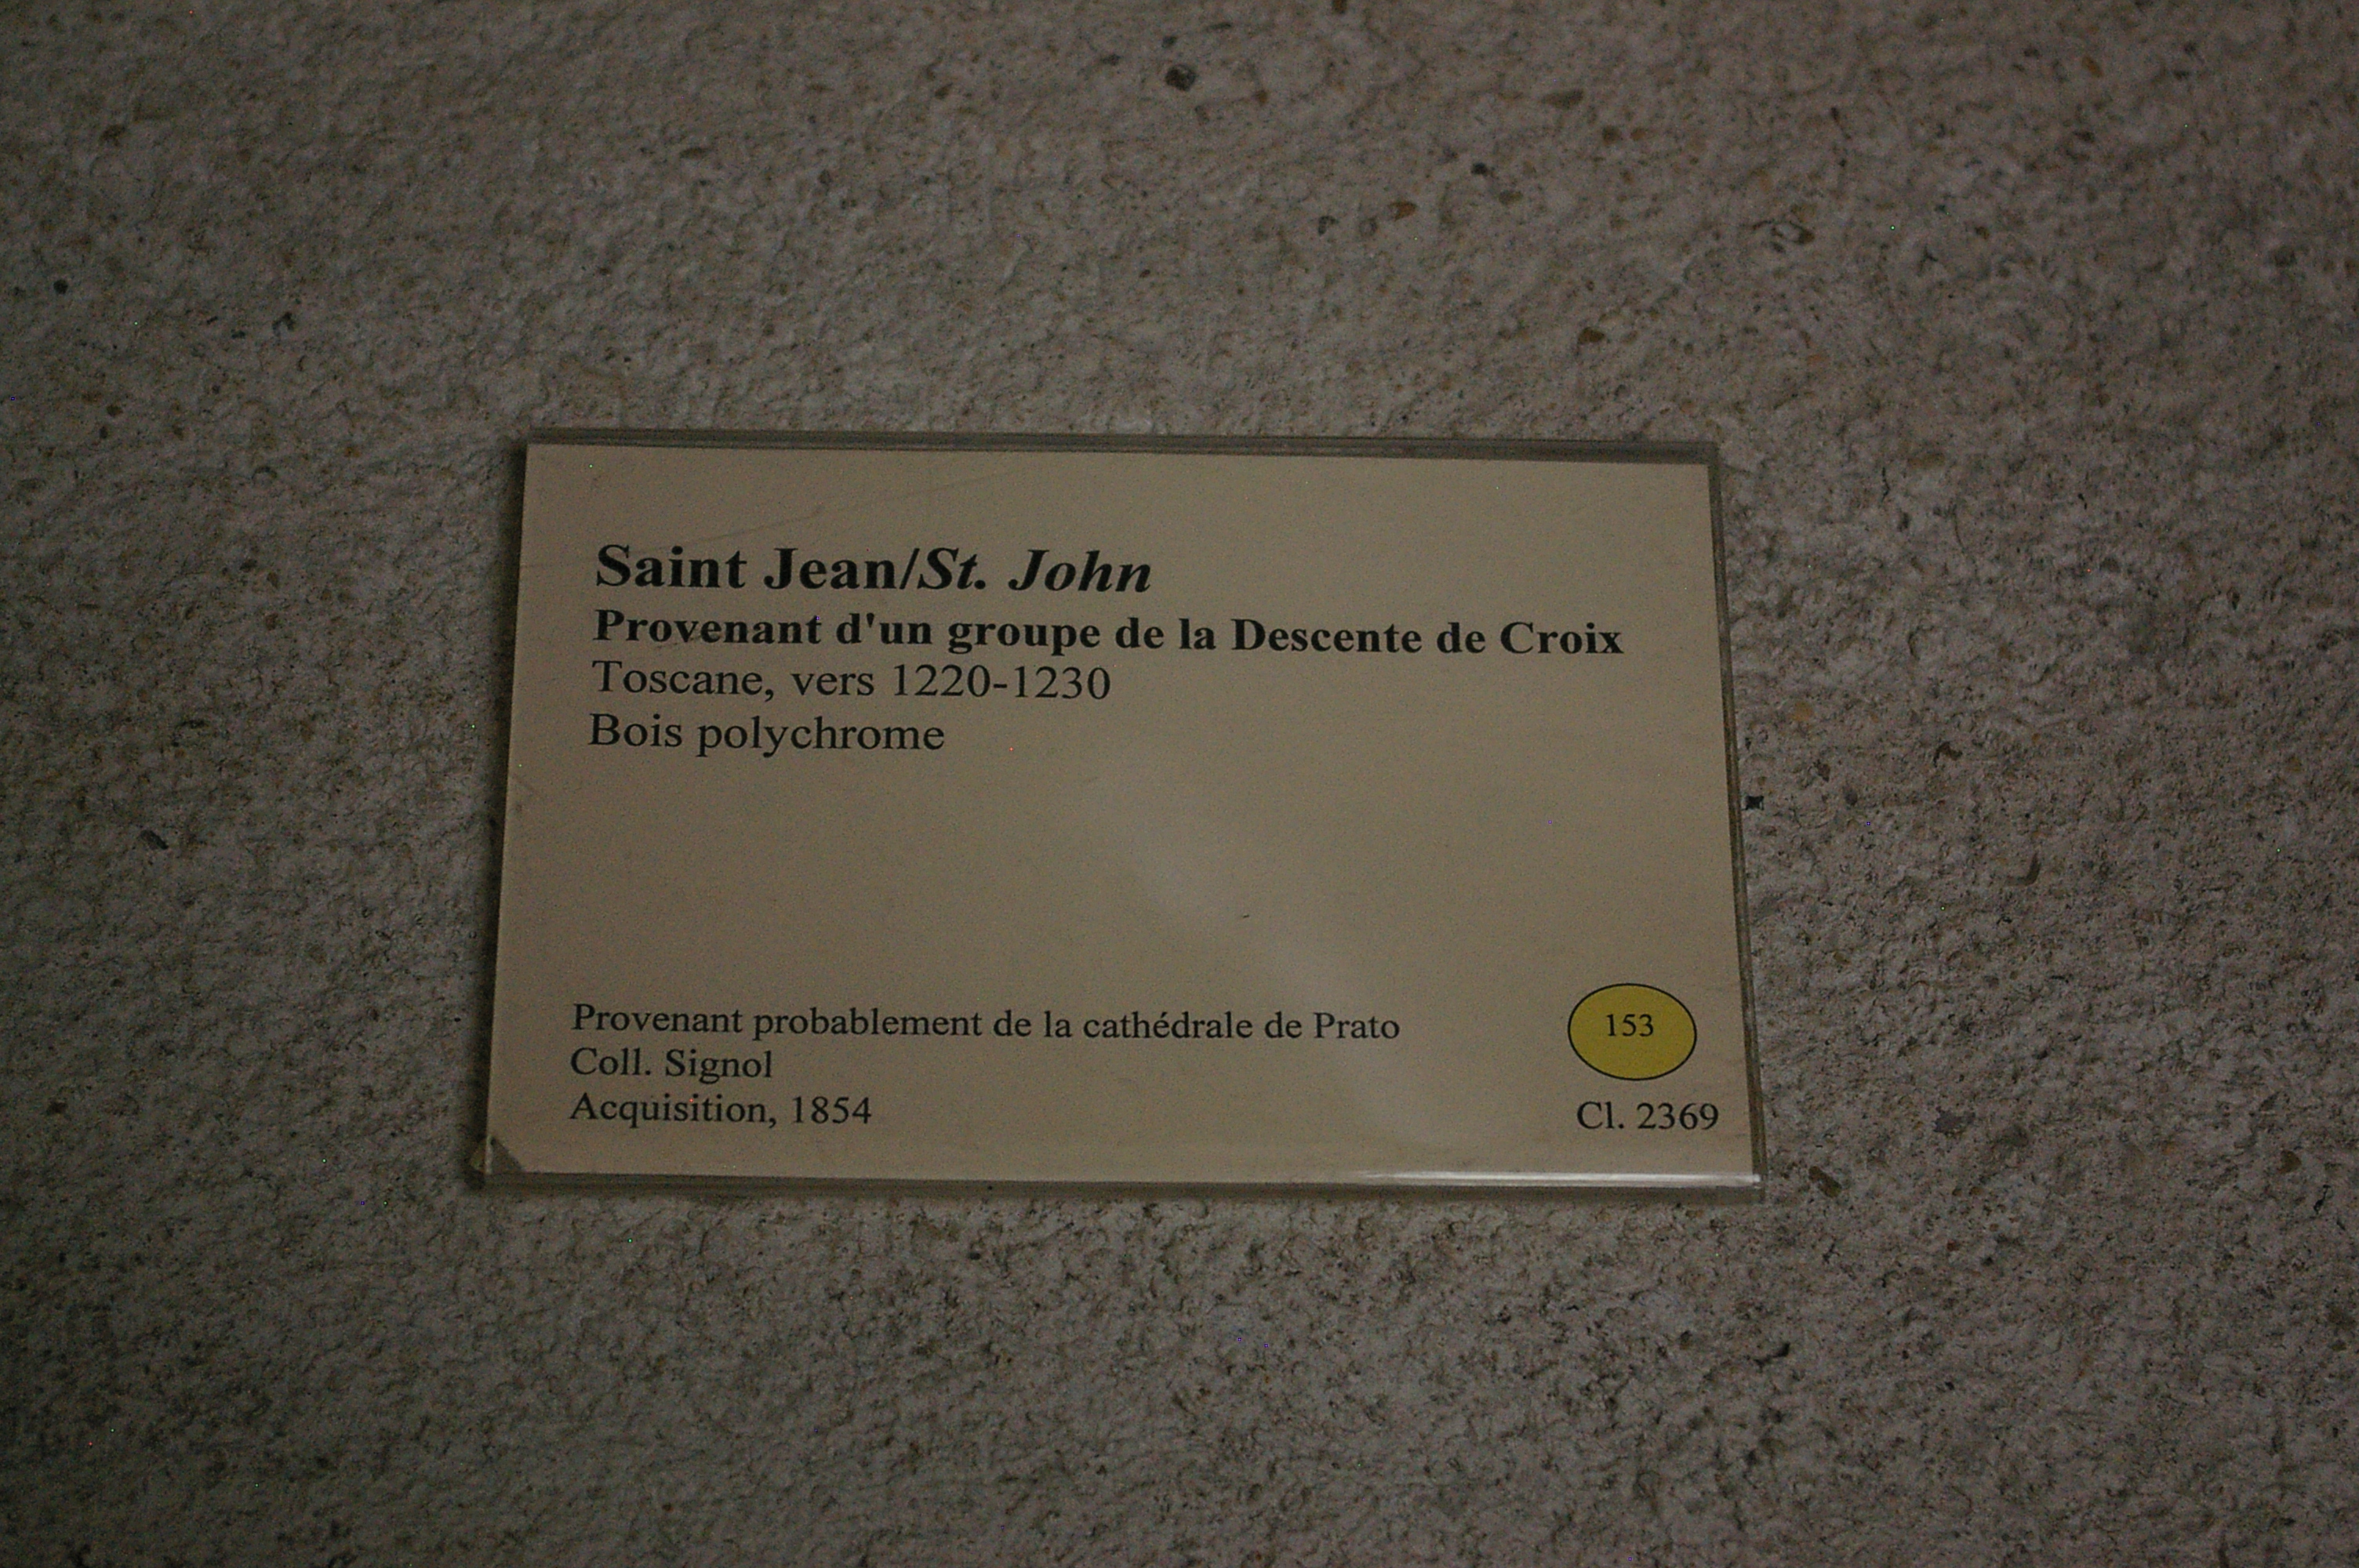 Saint Jean/St. John
Provenant d'un groupe de la Descente de Croix
Toscane, vers 1220-1230
Bois polychrome
Provenant probablement de la cathédrale de Prato
Coll. Signol
Acquisition, 1854
153
Cl. 2369